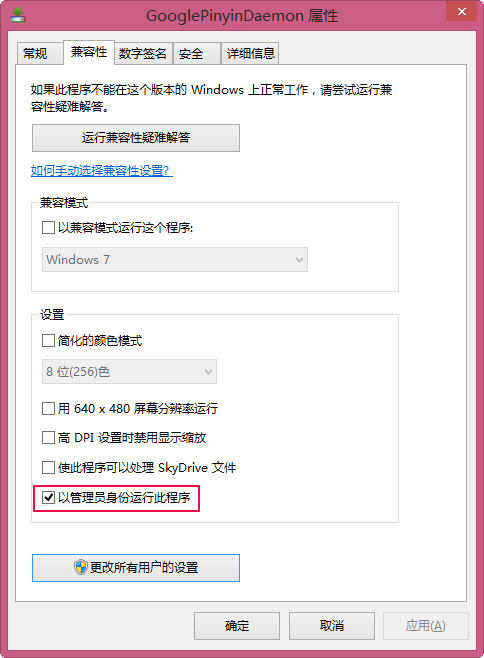 GooglePinyinDaemon 属性
常规
兼容性
数字签名
安全
详细信息
如果此程序不能在这个版本的 Windows 上正常工作，请尝试运行兼
容性疑难解答。
运行兼容性疑难解答
如何手动选择兼容性设置?
兼容模式
以兼容模式运行这个程序:
Windows 7
设置
简化的颜色模式
8 位(256)色
用 640 x 480 屏幕分辨率运行
高 DPI 设置时禁用显示缩放
使此程序可以处理 SkyDrive 文件
以管理员身份运行此程序
更改所有用户的设置
确定
取消
应用(A)